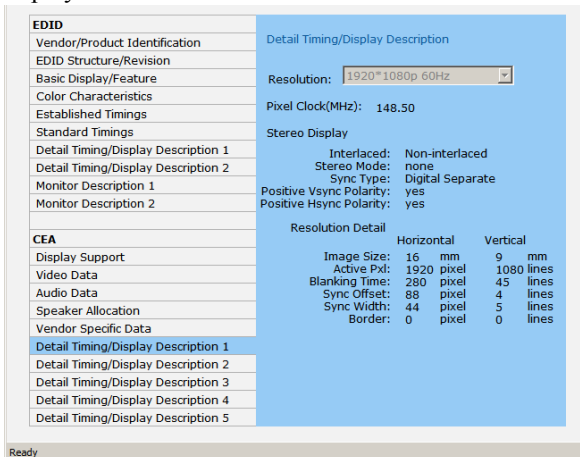 EDID
Vendor/Product Identification
EDID Structure/Revision
Basic Display/Feature
Color Characteristics
Established Timings
Standard Timings
Detail Timing/Display Description 1
Detail Timing/Display Description 2
Monitor Description 1
Monitor Description 2
CEA
Display Support
Video Data
Audio Data
Speaker Allocation
Vendor Specific Data
Detail Timing/Display Description 1
Detail Timing/Display Description 2
Detail Timing/Display Description 3
Detail Timing/Display Description 4
Detail Timing/Display Description 5
Detail Timing/Display Description
Resolution: 1920*1080p 60Hz
Pixel Clock(MHz): 148.50
Stereo Display
Interlaced: Non-interlaced
Stereo Mode: none
Sync Type: Digital Separate
Positive Vsync Polarity: yes
Positive Hsync Polarity: yes
Resolution Detail
Horizontal Vertical
Image Size: 16 mm 9 mm
Active Pxl: 1920 pixel 1080 lines
Blanking Time: 280 pixel 45 lines
Sync Offset: 88 pixel 4 lines
Sync Width: 44 pixel 5 lines
Border: 0 pixel 0 lines
Ready